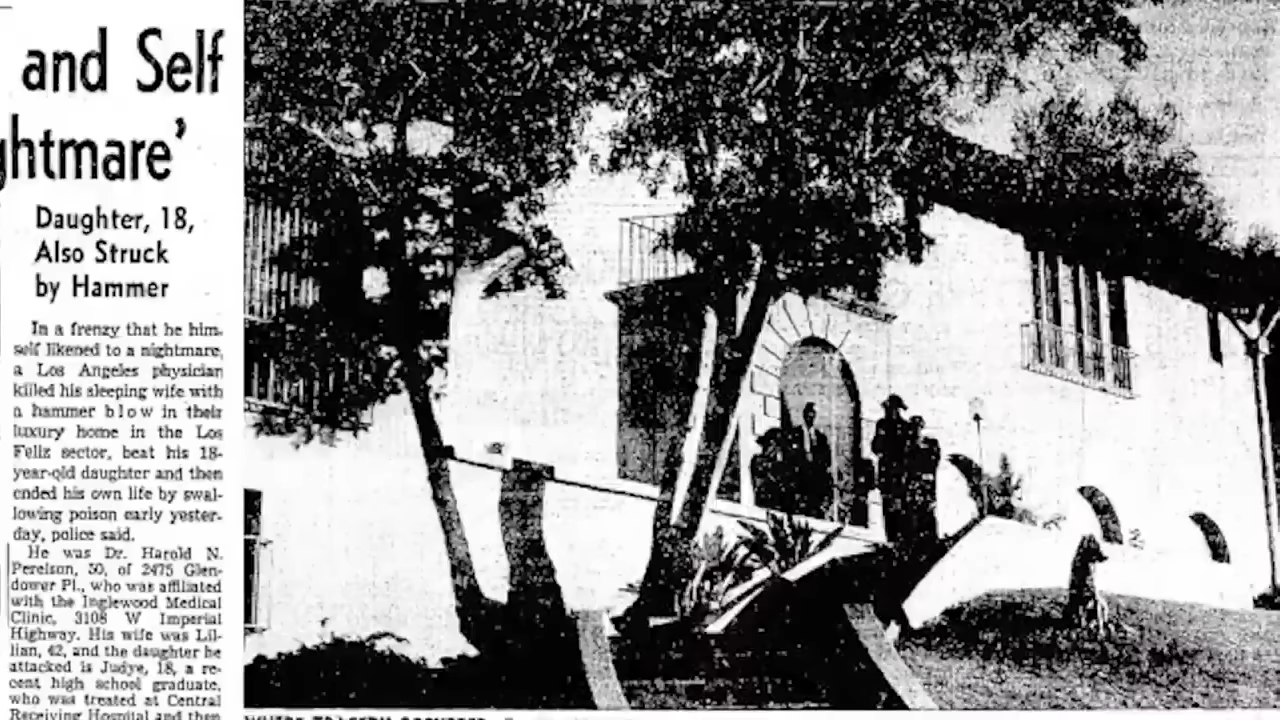 and Self
ghtmare'
Daughter, 18,
Also Struck
by Hammer
In a frenzy that he him-
self likened to a nightmare,
a Los Angeles physician
killed his sleeping wife with
a hammer blow in their
luxury home in the Los
Feliz sector, beat his 18-
year-old daughter and then
ended his own life by swal-
lowing poison early yester-
day, police said.
He was Dr. Harold N.
Perelson, 50, of 2475 Glen-
dower Pl., who was affiliated
with the Inglewood Medical
Clinic, 3108 W Imperial
Highway. His wife was Lil-
lian, 42, and the daughter he
attacked is Judye, 18, a re-
cent high school graduate,
who was treated at Central
Receiving Hospital and then